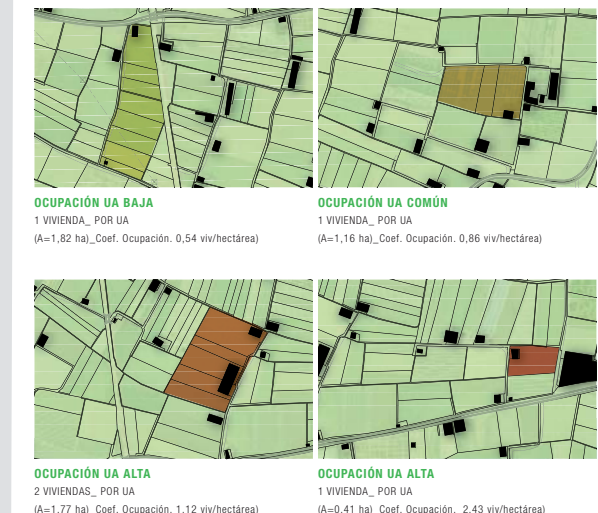 OCUPACIÓN UA BAJA
1 VIVIENDA_ POR UA
(A=1,82 ha)_Coef. Ocupación. 0,54 viv/hectárea)
OCUPACIÓN UA COMÚN
1 VIVIENDA_ POR UA
(A=1,16 ha)_Coef. Ocupación. 0,86 viv/hectárea)
OCUPACIÓN UA ALTA
2 VIVIENDAS_ POR UA
(A=1,77 ha)_Coef. Ocupación. 1,12 viv/hectárea)
OCUPACIÓN UA ALTA
1 VIVIENDA_ POR UA
(A=0,41 ha)_Coef. Ocupación. 2,43 viv/hectárea)